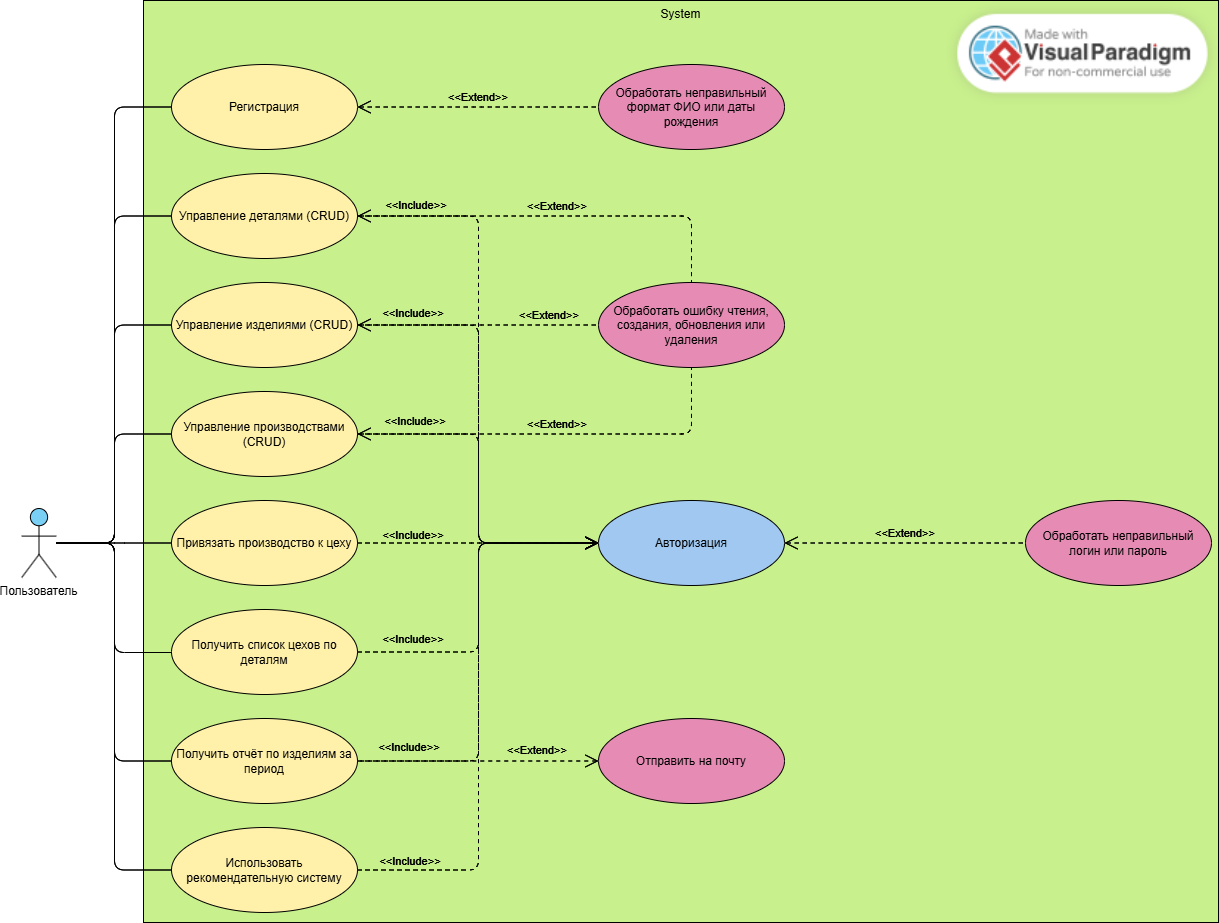 System
Made with
VisualParadigm
For non-commercial use
Регистрация
<<Extend>>
Обработать неправильный
формат ФИО или даты
рождения
Управление деталями (CRUD)
<<Include>>
<<Extend>>
Управление изделиями (CRUD)
<<Include>>
<<Extend>>
Обработать ошибку чтения,
создания, обновления или
удаления
Управление производствами
(CRUD)
<<Include>>
<<Extend>>
Пользователь
Привязать производство к цеху
<<Include>>
Авторизация
<<Extend>>
Обработать неправильный
логин или пароль
Получить список цехов по
деталям
<<Include>>
Получить отчёт по изделиям за
период
<<Include>>
<<Extend>>
Отправить на почту
Использовать
рекомендательную систему
<<Include>>